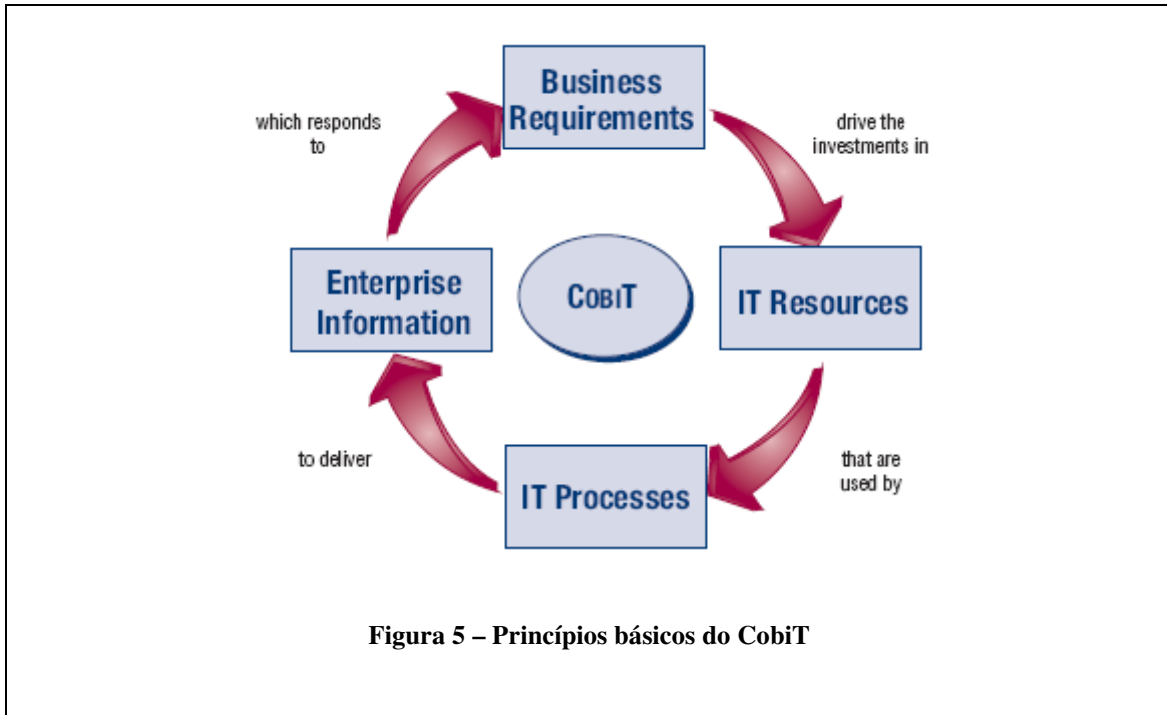 Business
Requirements
which responds
to
drive the
investments in
Enterprise
Information
COBIT
IT Resources
to deliver
that are
used by
IT Processes
Figura 5 – Princípios básicos do CobiT